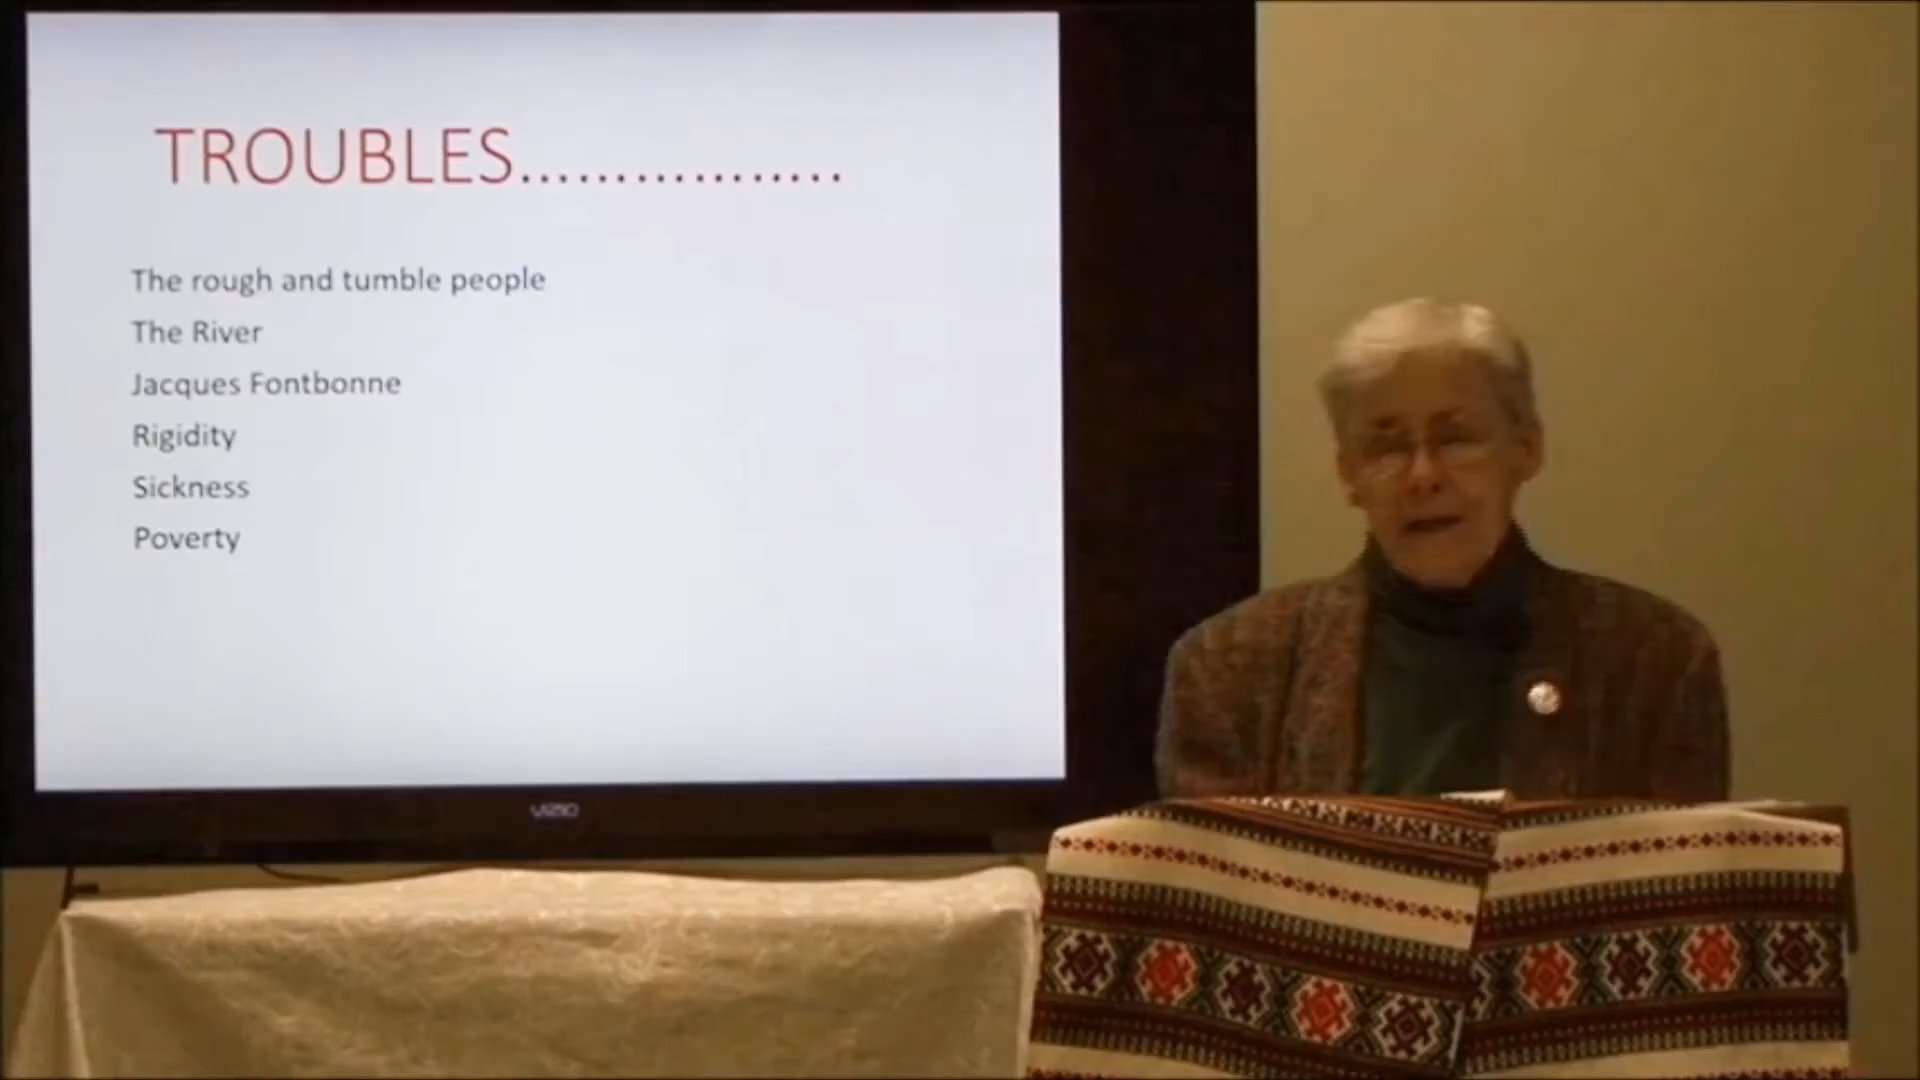 TROUBLES.................
The rough and tumble people
The River
Jacques Fontbonne
Rigidity
Sickness
Poverty
VIZIO